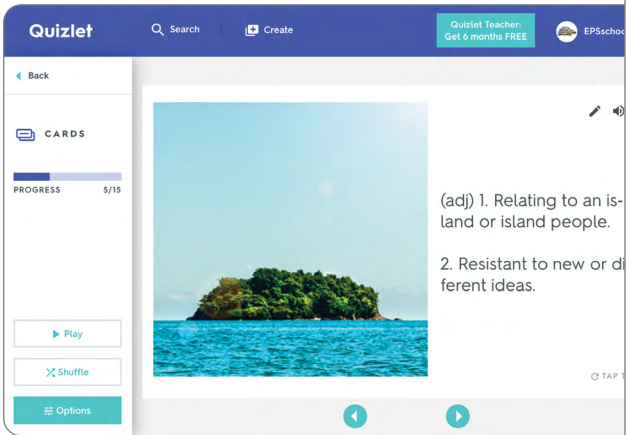 Quizlet
Search
Create
Quizlet Teacher:
Get 6 months FREE
EPSschoo
Back
CARDS
PROGRESS 5/15
Play
Shuffle
Options
(adj) 1. Relating to an is-
land or island people.
2. Resistant to new or di
ferent ideas.
TAP T